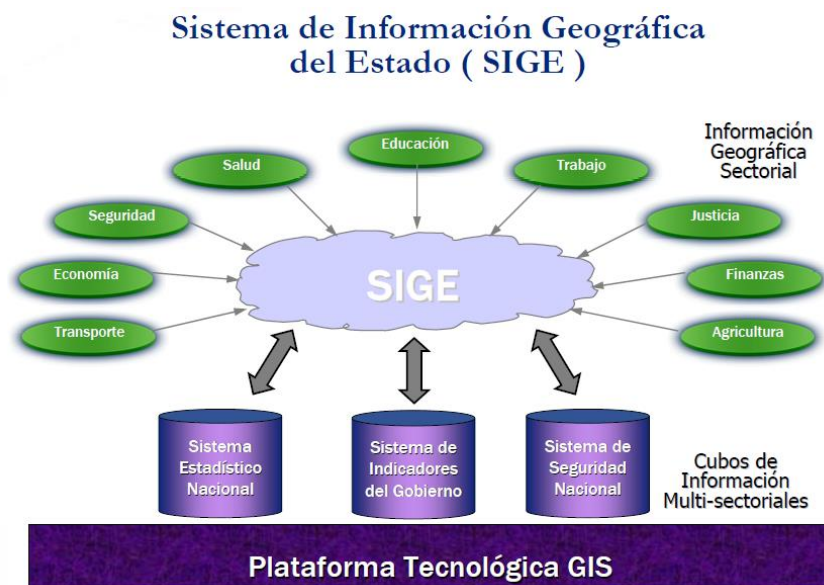 Sistema de Información Geográfica
del Estado ( SIGE )
Información
Geográfica
Sectorial
Educación
Salud
Trabajo
Seguridad
Justicia
Economía
Finanzas
Transporte
Agricultura
SIGE
Sistema
Estadístico
Nacional
Sistema de
Indicadores
del Gobierno
Sistema de
Seguridad
Nacional
Cubos de
Información
Multi-sectoriales
Plataforma Tecnológica GIS